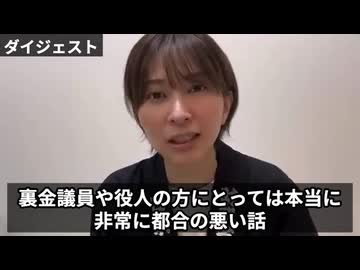 ダイジェスト
裏金議員や役人の方にとっては本当に
非常に都合の悪い話